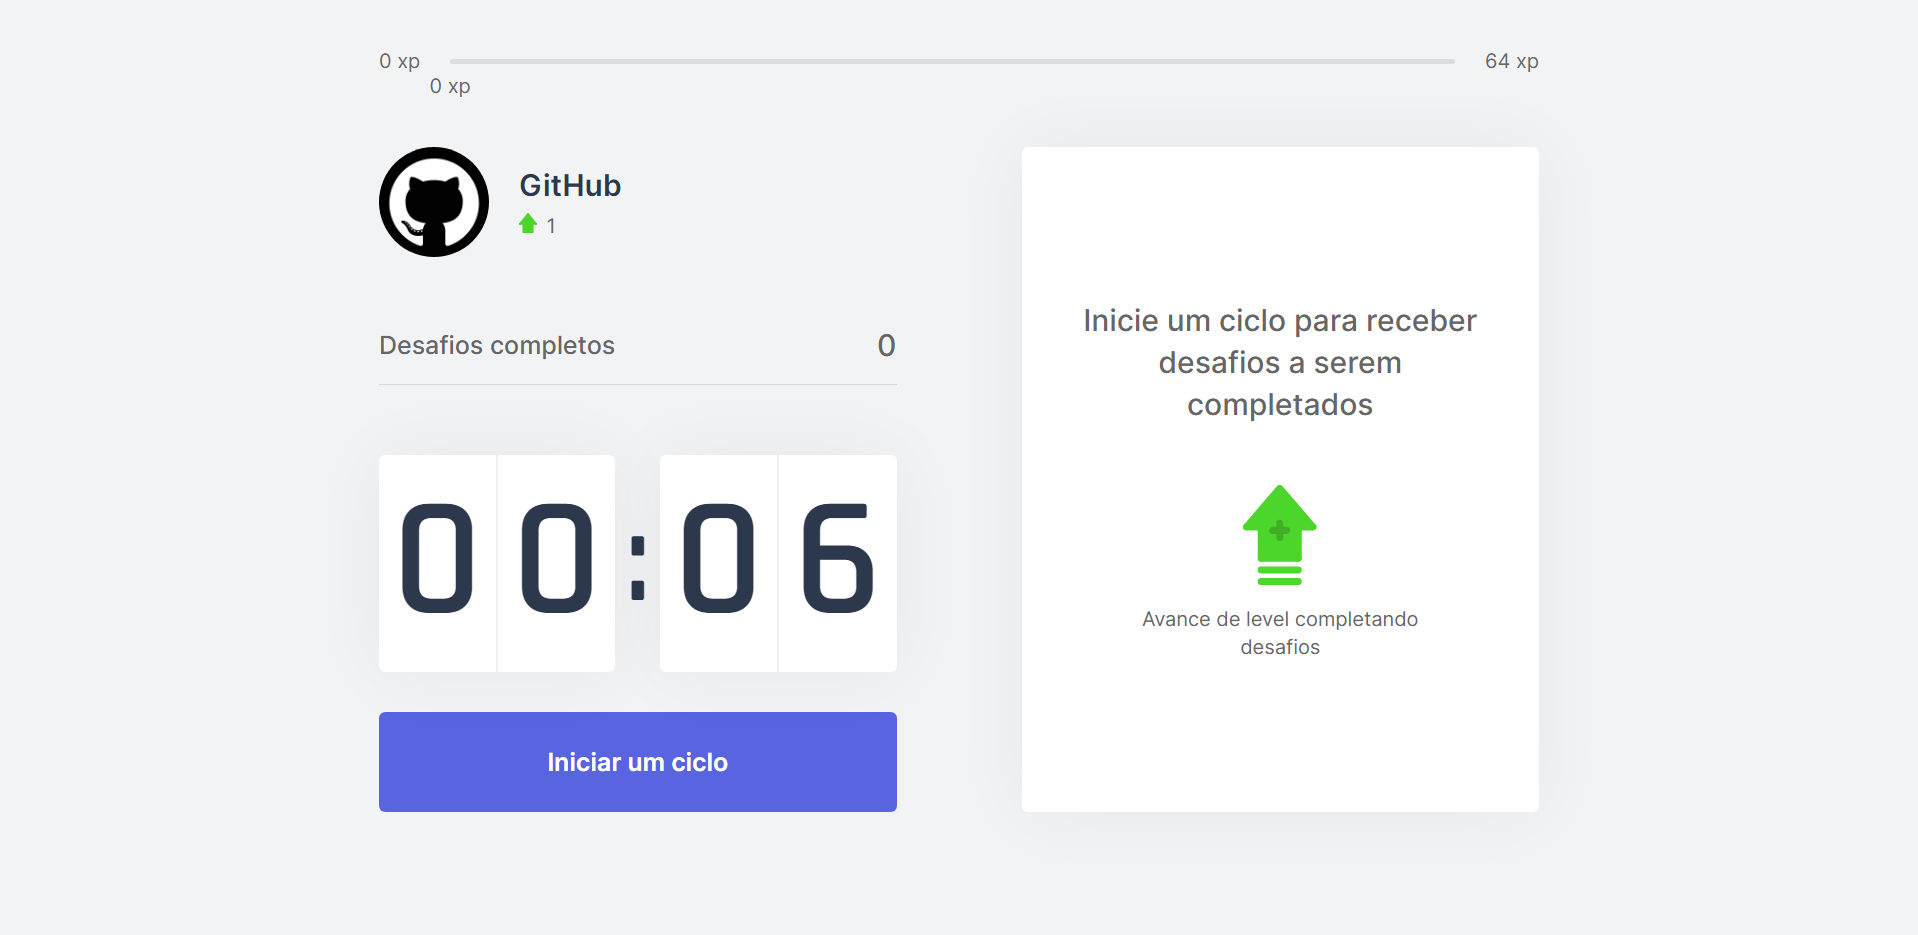 0 xp
64 xp
0 xp
GitHub
1
Desafios completos
0
00:06
Iniciar um ciclo
Inicie um ciclo para receber
desafios a serem
completados
Avance de level completando
desafios